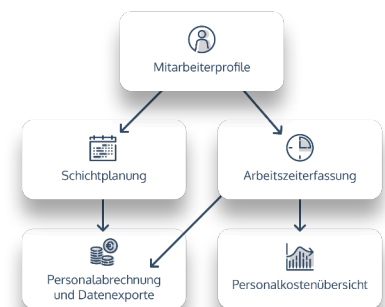 Mitarbeiterprofile
Schichtplanung
Arbeitszeiterfassung
Personalabrechnung
und Datenexporte
Personalkostenübersicht